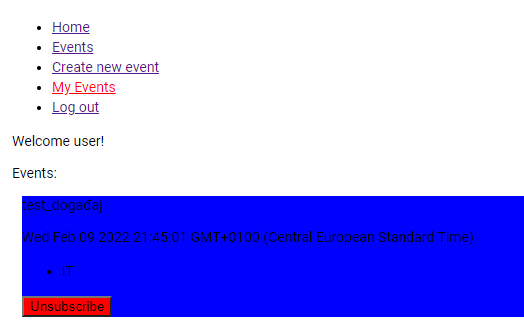 Home
Events
Create new event
My Events
Log out
Welcome user!
Events:
test_događaj
Wed Feb 09 2022 21:45:01 GMT+0100 (Central European Standard Time)
IT
Unsubscribe